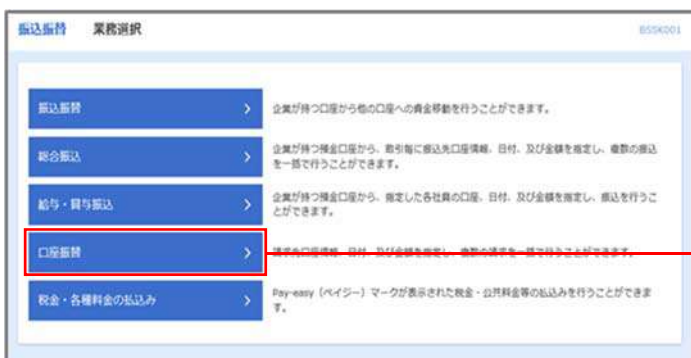 振込振替 業務選択 BSSK001
振込振替 企業が持つ口座から他の口座への資金移動を行うことができます。
総合振込 企業が持つ預金口座から、取引毎に振込先口座情報、日付、及び金額を指定し、複数の振込
を一括で行うことができます。
給与・賞与振込 企業が持つ預金口座から、指定した各社員の口座、日付、及び金額を指定し、振込を行うこ
とができます。
口座振替 請求先口座情報、日付、及び金額を指定し、複数の請求を一括で行うことができます。
税金・各種料金の払込み Pay-easy（ペイジー）マークが表示された税金・公共料金等の払込みを行うことができま
す。